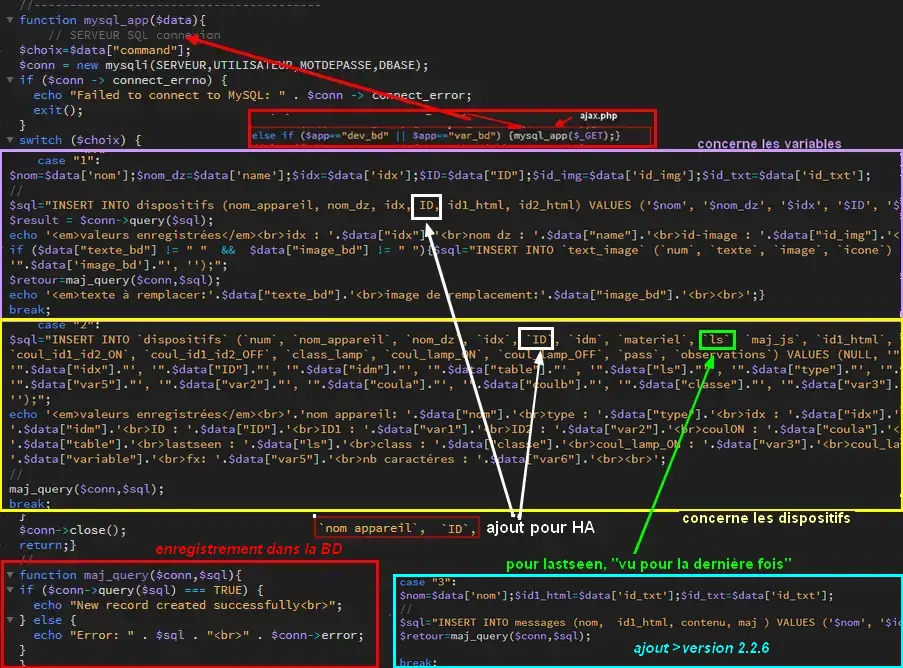 //-----------------------------------------
function mysql_app($data){
// SERVEUR SQL connexion
$choix=$data["command"];
$conn = new mysqli(SERVEUR,UTILISATEUR,MOTDEPASSE,DBASE);
if ($conn -> connect_errno) {
echo "Failed to connect to MySQL: " . $conn -> connect_error;
exit();
}
ajax.php
else if ($app=="dev_bd" || $app=="var_bd") {mysql_app($_GET);}
switch ($choix) {
concerne les variables
case "1":
$nom=$data['nom'];$nom_dz=$data['name'];$idx=$data['idx'];$ID=$data["ID"];$id_img=$data['id_img'];$id_txt=$data['id_txt'];
//
$sql="INSERT INTO dispositifs (nom_appareil, nom_dz, idx, ID, id1_html, id2_html) VALUES ('$nom', '$nom_dz', '$idx', '$ID', '$
$result = $conn->query($sql);
echo '<em>valeurs enregistrées</em><br>idx : '.$data["idx"].'<br>nom dz : '.$data["name"].'<br>id-image : '.$data["id_img"].'<
if ($data["texte_bd"] != " " && $data["image_bd"] != " "){$sql="INSERT INTO `text_image` (`num`, `texte`, `image`, `icone`)
'".$data['image_bd']."', '');";
$retour=maj_query($conn,$sql);
echo '<em>texte à remplacer:'.$data["texte_bd"].'<br>image de remplacement:'.$data["image_bd"].'<br><br>';}
break;
case "2":
$sql="INSERT INTO `dispositifs` (`num`, `nom_appareil`, `nom_dz`, `idx`, `ID`, `idm`, `materiel`, `ls`, `maj_js`, `id1_html`,
`coul_id1_id2_ON`, `coul_id1_id2_OFF`, `class_lamp`, `coul_lamp_ON`, `coul_lamp_OFF`, `pass`, `observations`) VALUES (NULL, '"
'".$data["idx"]."', '".$data["ID"]."', '".$data["idm"]."', '".$data["table"]."' , '".$data["ls"]."', '".$data["type"]."', '".
'".$data["var5"]."', '".$data["var2"]."', '".$data["coula"]."', '".$data["coulb"]."', '".$data["classe"]."', '".$data["var3"].
'');";
echo '<em>valeurs enregistrées</em><br>'.'nom appareil: '.$data["nom"].'<br>type : '.$data["type"].'<br>idx : '.$data["idx"].'
'.$data["idm"].'<br>ID : '.$data["ID"].'<br>ID1 : '.$data["var1"].'<br>ID2 : '.$data["var2"].'<br>coulON : '.$data["coula"].'<
'.$data["table"].'<br>lastseen : '.$data["ls"].'<br>class : '.$data["classe"].'<br>coul_lamp_ON : '.$data["var3"].'<br>coul_la
'.$data["variable"].'<br>fx: '.$data["var5"].'<br>nb caractéres : '.$data["var6"].'<br><br>';
//
maj_query($conn,$sql);
break;
}
concerne les dispositifs
`nom appareil`, `ID`,
ajout pour HA
$conn->close();
return;}
enregistrement dans la BD
//
pour lastseen, "vu pour la dernière fois"
function maj_query($conn,$sql){
if ($conn->query($sql) === TRUE) {
echo "New record created successfully<br>";
} else {
echo "Error: " . $sql . "<br>" . $conn->error;
}
}
case "3":
$nom=$data['nom'];$id1_html=$data['id_txt'];$id_txt=$data['id_txt'];
//
$sql="INSERT INTO messages (nom, id1_html, contenu, maj ) VALUES ('$nom', '$id
$retour=maj_query($conn,$sql);
ajout >version 2.2.6
break;